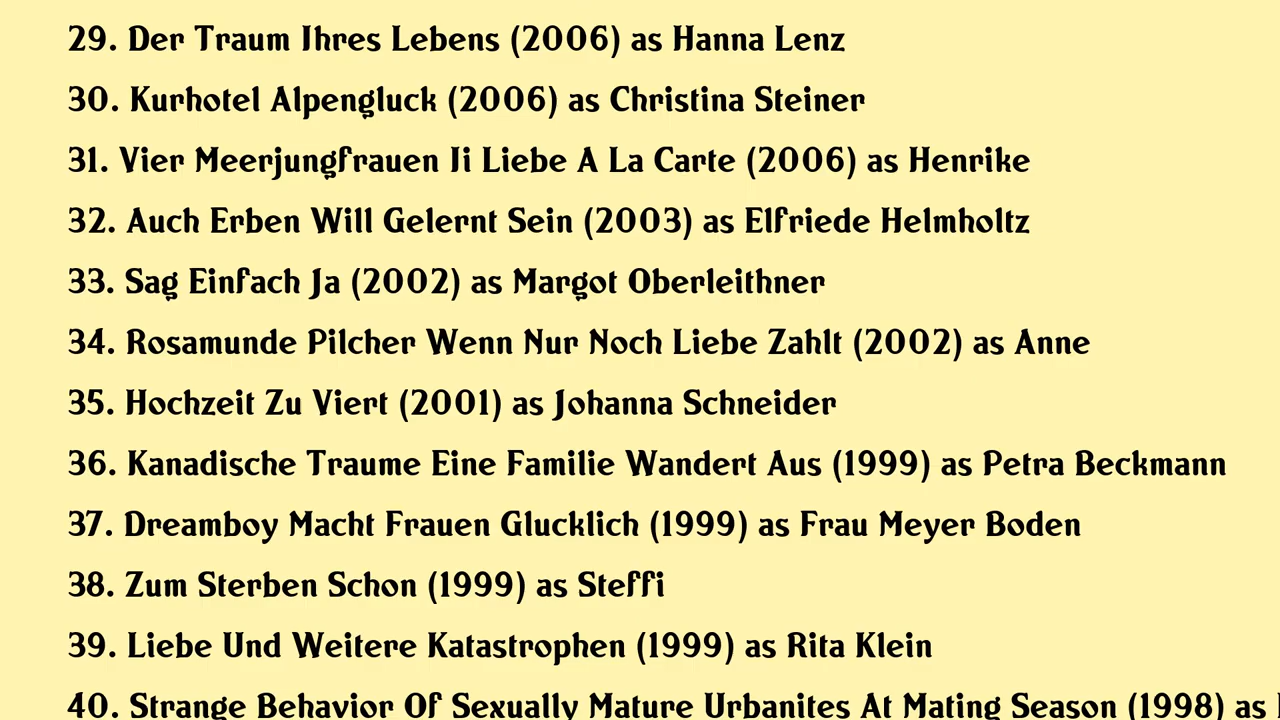 29. Der Traum Ihres Lebens (2006) as Hanna Lenz
30. Kurhotel Alpengluck (2006) as Christina Steiner
31. Vier Meerjungfrauen Ii Liebe A La Carte (2006) as Henrike
32. Auch Erben Will Gelernt Sein (2003) as Elfriede Helmholtz
33. Sag Einfach Ja (2002) as Margot Oberleithner
34. Rosamunde Pilcher Wenn Nur Noch Liebe Zahlt (2002) as Anne
35. Hochzeit Zu Viert (2001) as Johanna Schneider
36. Kanadische Traume Eine Familie Wandert Aus (1999) as Petra Beckmann
37. Dreamboy Macht Frauen Glucklich (1999) as Frau Meyer Boden
38. Zum Sterben Schon (1999) as Steffi
39. Liebe Und Weitere Katastrophen (1999) as Rita Klein
40. Strange Behavior Of Sexually Mature Urbanites At Mating Season (1998) as